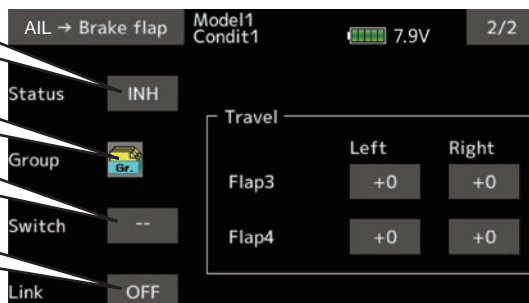 AIL → Brake flap Model1 Condit1 7.9V 2/2
Status INH
Travel
Left Right
Group Gr.
Flap3 +0 +0
Switch --
Flap4 +0 +0
Link OFF